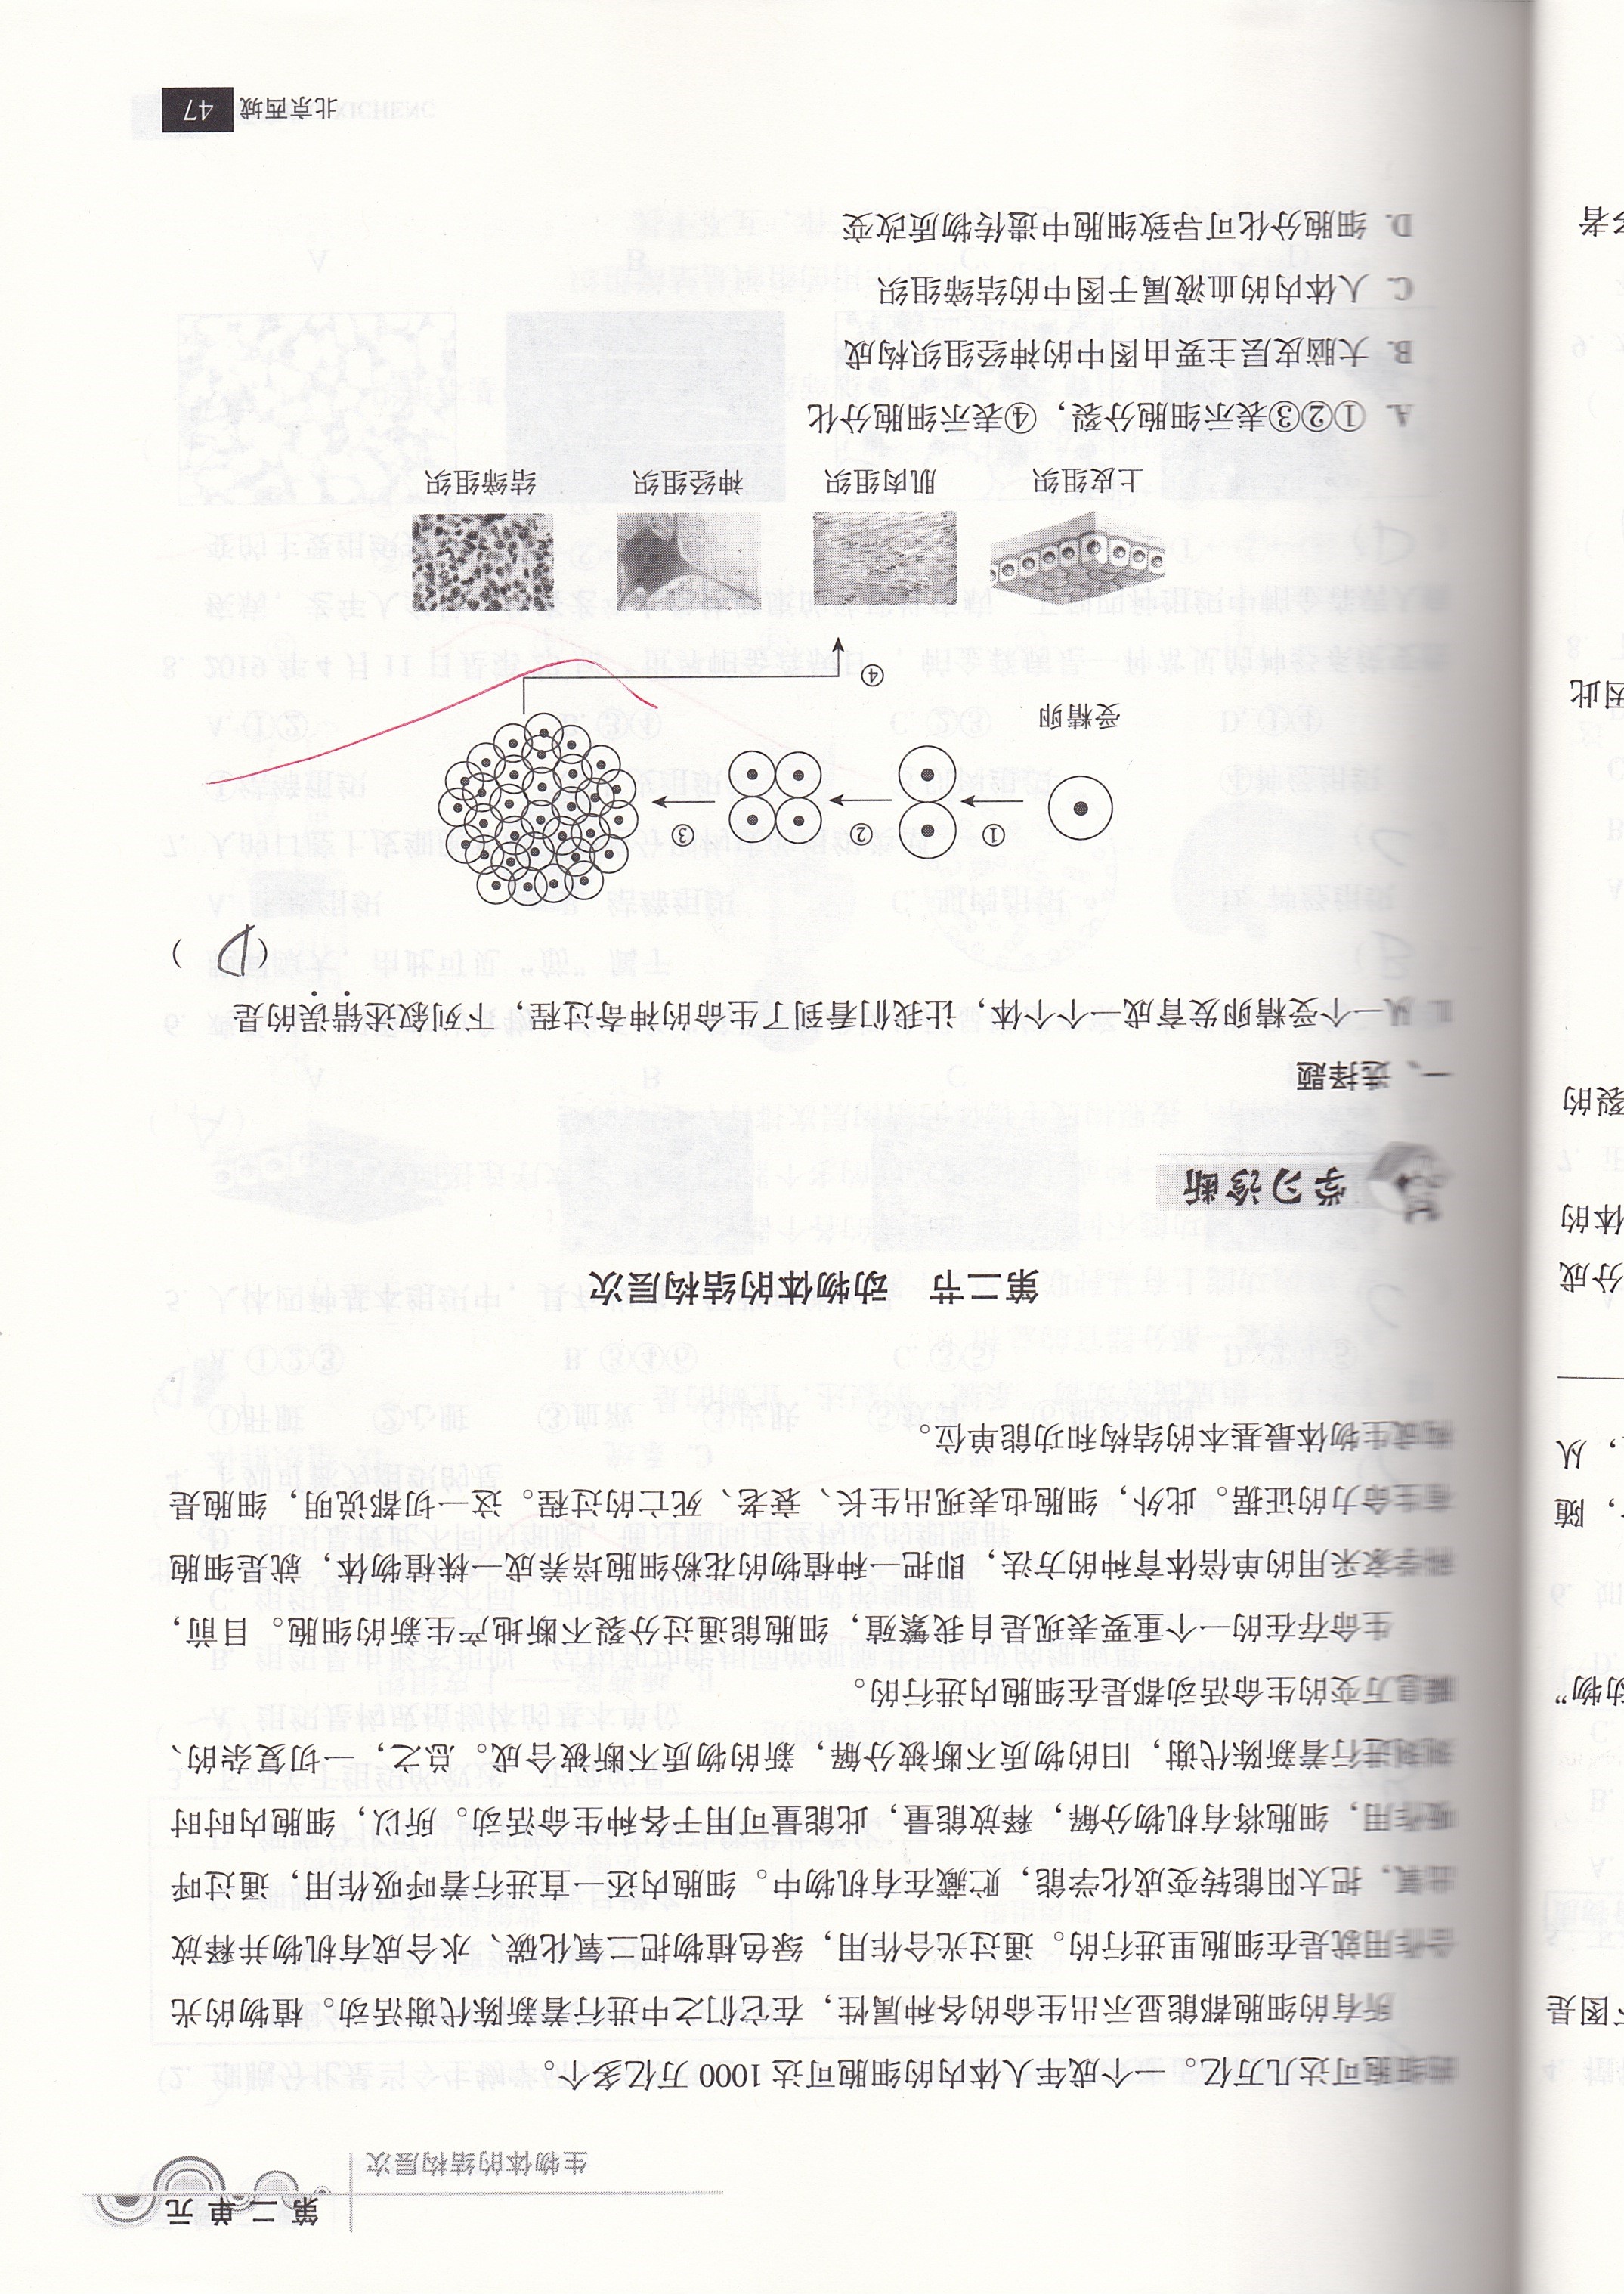 第二单元
生物体的结构层次
的细胞可达几万亿。一个成年人体内的细胞可达1000万亿多个。
所有的细胞都能显示出生命的各种属性，在它们之中进行着新陈代谢活动。植物的光
合作用就是在细胞里进行的。通过光合作用，绿色植物把二氧化碳、水合成有机物并释放
出氧，把太阳能转变成化学能，贮藏在有机物中。细胞内还一直进行着呼吸作用，通过呼
吸作用，细胞将有机物分解，释放能量，此能量可用于各种生命活动。所以，细胞内时时
刻刻进行着新陈代谢，旧的物质不断被分解，新的物质不断被合成。总之，一切复杂的、
瞬息万变的生命活动都是在细胞内进行的。
生命存在的一个重要表现是自我繁殖，细胞能通过分裂不断地产生新的细胞。目前，
科学家采用的单倍体育种的方法，即把一种植物的花粉细胞培养成一株植物体，就是细胞
有生命力的证据。此外，细胞也表现出生长、衰老、死亡的过程。这一切都说明，细胞是
构成生物体最基本的结构和功能单位。
第二节 动物体的结构层次
学习诊断
一、选择题
1. 从一个受精卵发育成一个个体，让我们看到了生命的神奇过程，下列叙述错误的是
( D )
① ② ③
受精卵
④
上皮组织 肌肉组织 神经组织 结缔组织
A. ①②③表示细胞分裂，④表示细胞分化
B. 大脑皮层主要由图中的神经组织构成
C. 人体内的血液属于图中的结缔组织
D. 细胞分化可导致细胞中遗传物质改变
北京西城 47